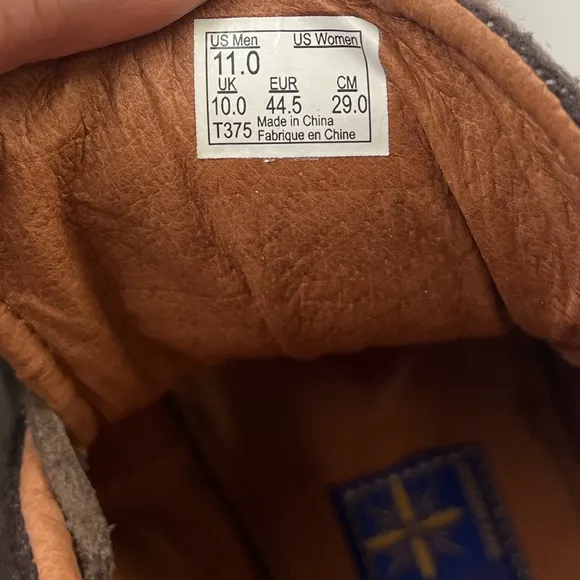 US Men US Women
11.0
UK EUR CM
10.0 44.5 29.0
T375 Made in China
Fabrique en Chine